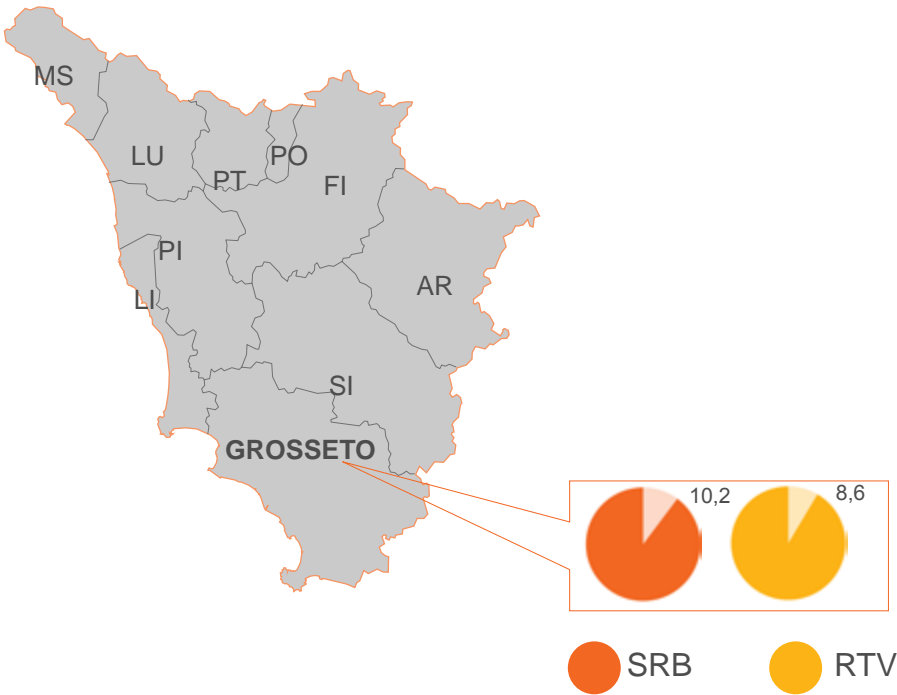 MS
LU
PT
PO
FI
PI
LI
AR
SI
GROSSETO
10,2
8,6
SRB
RTV